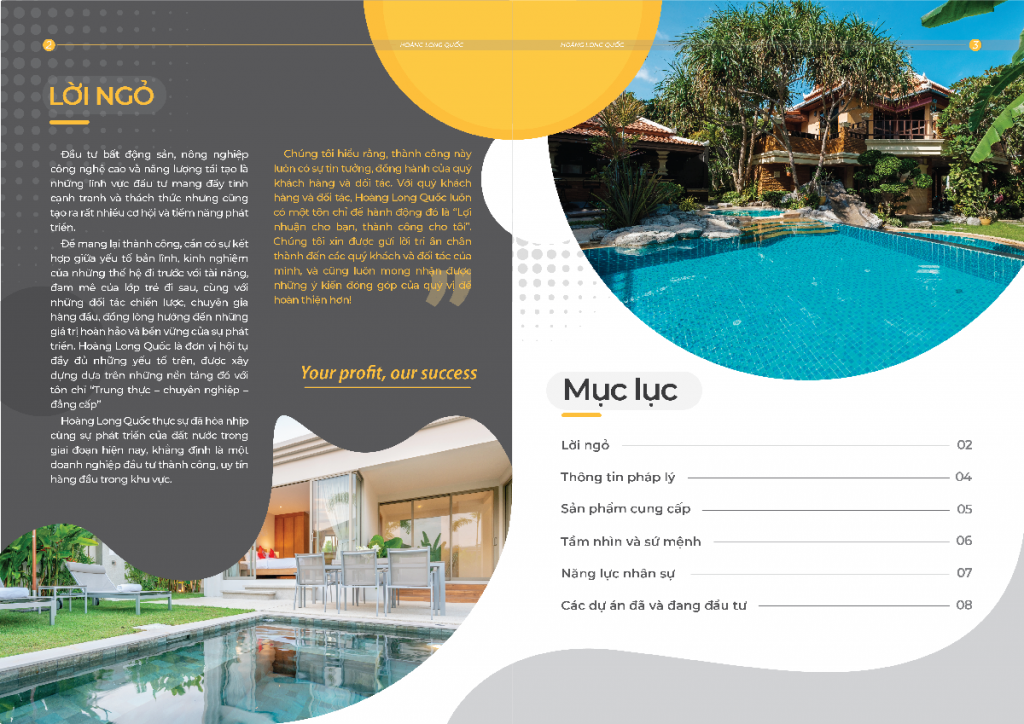 2
HOÀNG LONG QUỐC
LỜI NGỎ
Đầu tư bất động sản, nông nghiệp
công nghệ cao và năng lượng tái tạo là
những lĩnh vực đầu tư mang đầy tính
cạnh tranh và thách thức nhưng cũng
tạo ra rất nhiều cơ hội và tiềm năng phát
triển.
Để mang lại thành công, cần có sự kết
hợp giữa yếu tố bản lĩnh, kinh nghiệm
của những thế hệ đi trước với tài năng,
đam mê của lớp trẻ đi sau, cùng với
những đối tác chiến lược, chuyên gia
hàng đầu, đồng lòng hướng đến những
giá trị hoàn hảo và bền vững của sự phát
triển. Hoàng Long Quốc là đơn vị hội tụ
đầy đủ những yếu tố trên, được xây
dựng dựa trên những nền tảng đó với
tôn chỉ “Trung thực – chuyên nghiệp –
đẳng cấp”
Hoàng Long Quốc thực sự đã hòa nhịp
cùng sự phát triển của đất nước trong
giai đoạn hiện nay, khẳng định là một
doanh nghiệp đầu tư thành công, uy tín
hàng đầu trong khu vực.
Chúng tôi hiểu rằng, thành công này
luôn có sự tin tưởng, đồng hành của quý
khách hàng và đối tác. Với quý khách
hàng và đối tác, Hoàng Long Quốc luôn
có một tôn chỉ để hành động đó là “Lợi
nhuận cho bạn, thành công cho tôi”.
Chúng tôi xin được gửi lời tri ân chân
thành đến các quý khách và đối tác của
mình, và cũng luôn mong nhận được
những ý kiến đóng góp của quý vị để
hoàn thiện hơn!
”
Your profit, our success
HOÀNG LONG QUỐC
3
Mục lục
Lời ngỏ 02
Thông tin pháp lý 04
Sản phẩm cung cấp 05
Tầm nhìn và sứ mệnh 06
Năng lực nhân sự 07
Các dự án đã và đang đầu tư 08